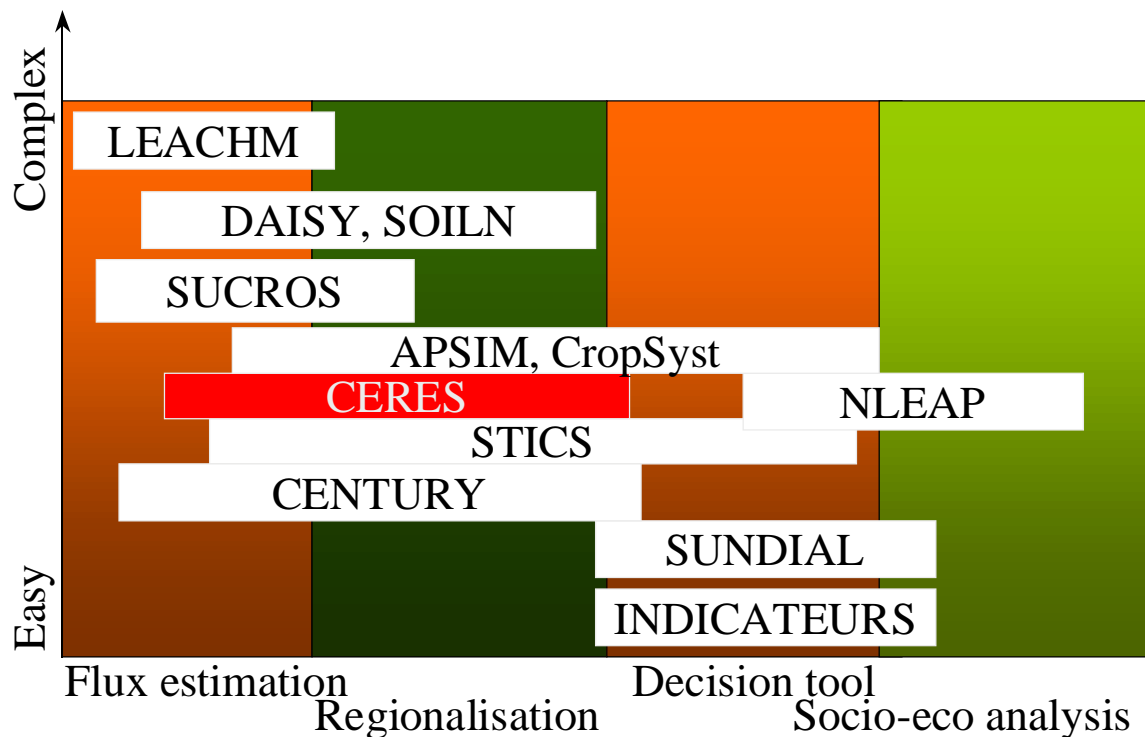 Complex
LEACHM
DAISY, SOILN
SUCROS
APSIM, CropSyst
CERES
NLEAP
STICS
CENTURY
SUNDIAL
INDICATEURS
Easy
Flux estimation
Decision tool
Regionalisation
Socio-eco analysis